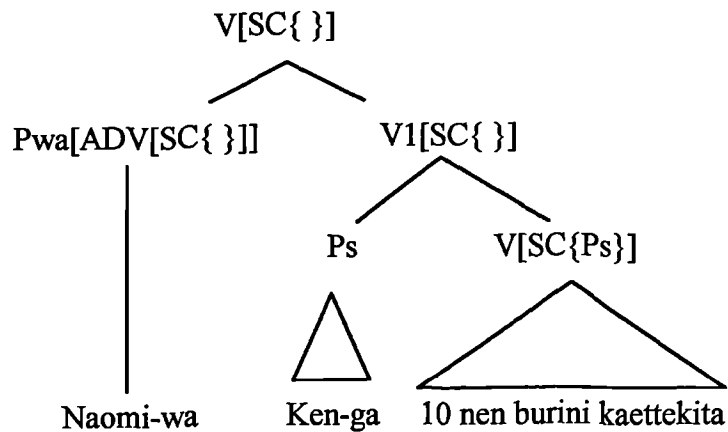 V[SC{ }]
Pwa[ADV[SC{ }]] V1[SC{ }]
Ps V[SC{Ps}]
Naomi-wa Ken-ga 10 nen burini kaettekita